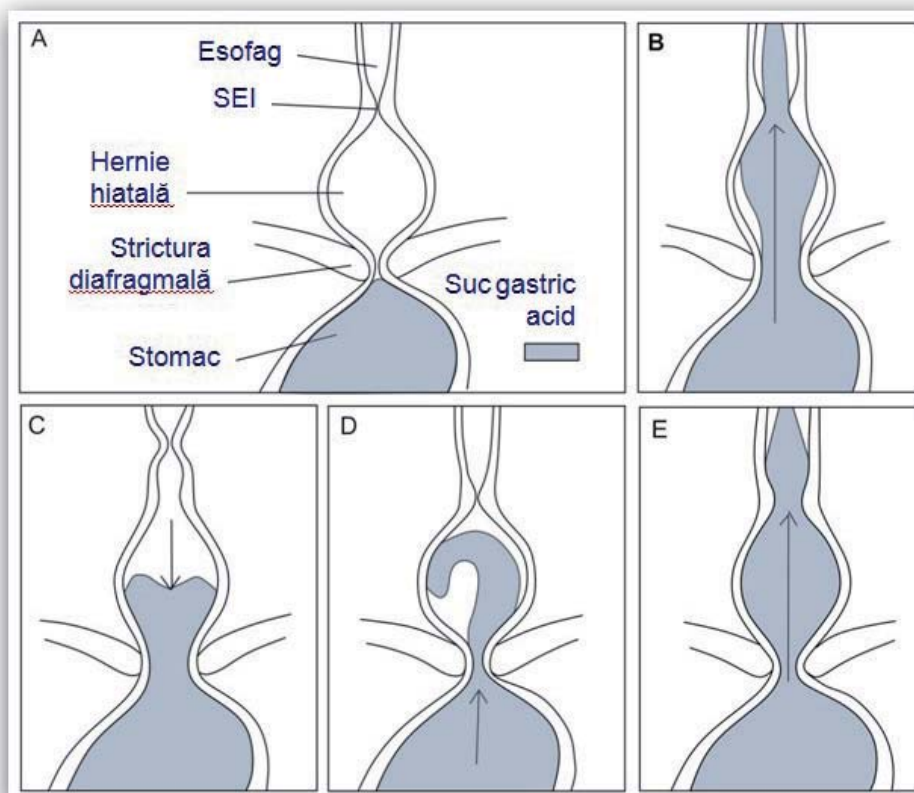 A
Esofag
SEI
Hernie
hiatală
Strictura
diafragmală
Suc gastric
acid
Stomac
B
C
D
E